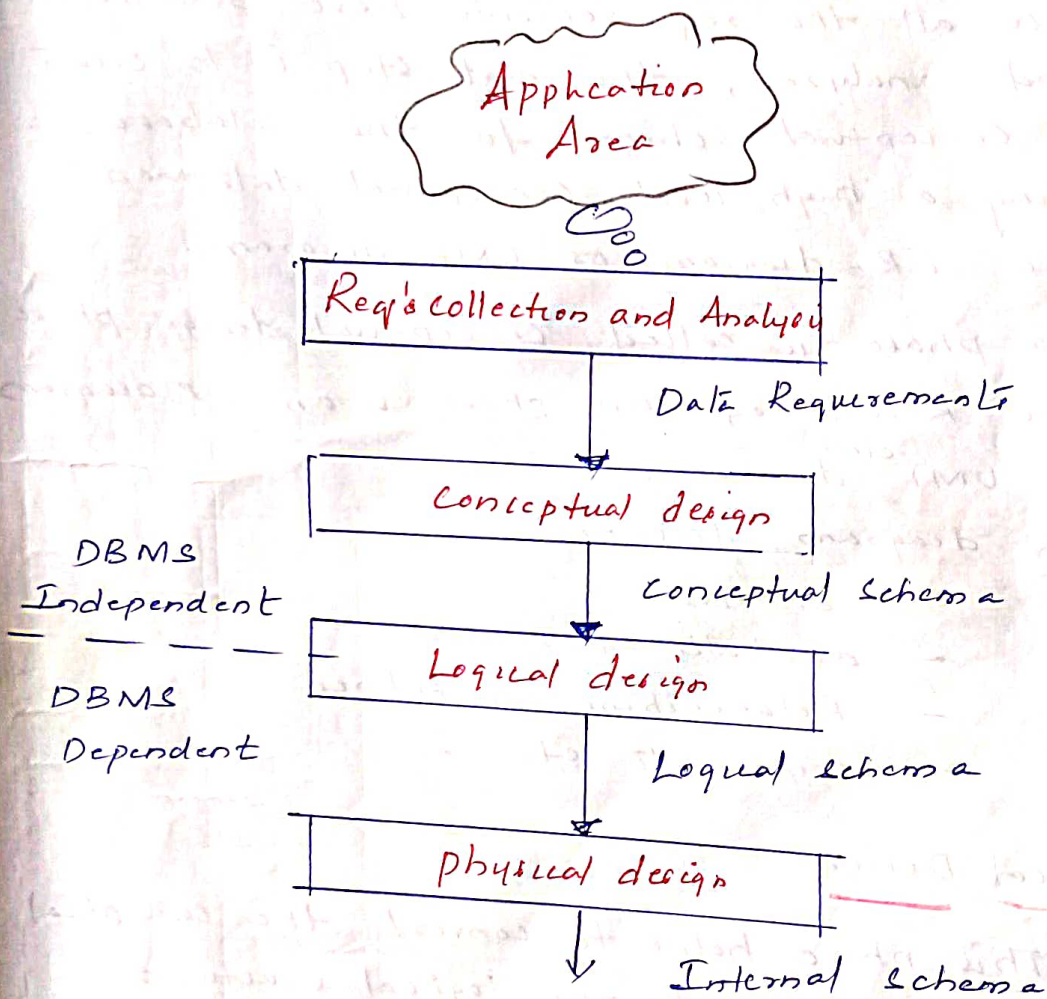 Application
Area
Req's collection and Analysi
Data Requirements
Conceptual design
DBMS
Independent
Conceptual Schema
Logical design
DBMS
Dependent
Logical schema
physical design
Internal schema